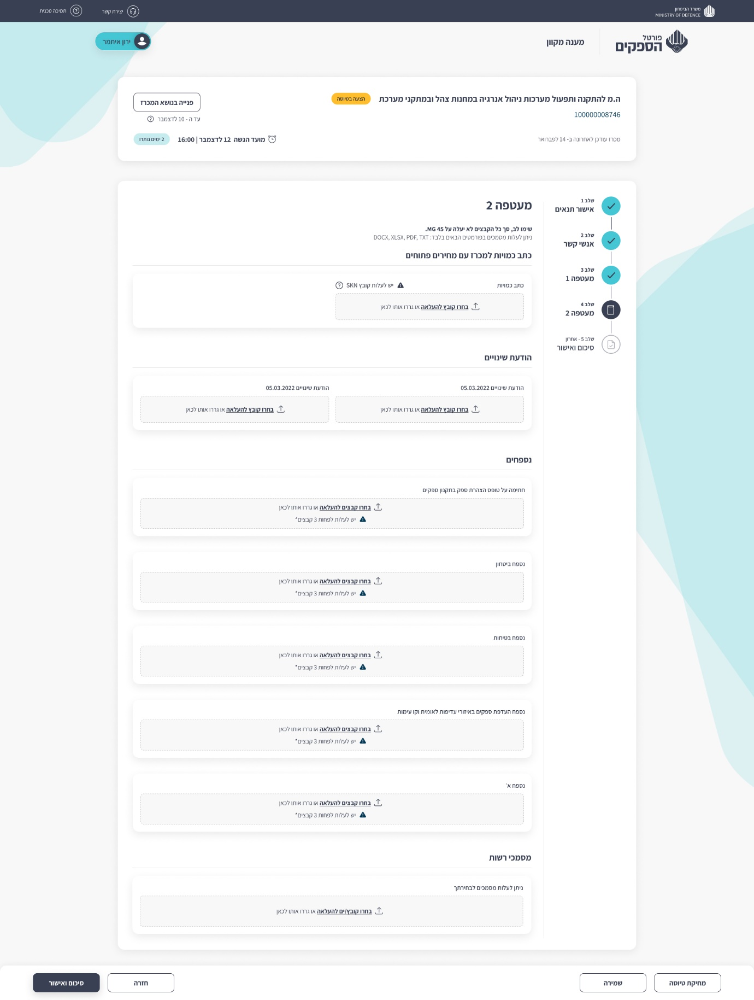 משרד הביטחון
MINISTRY OF DEFENCE
יצירת קשר
תמיכה טכנית
פורטל
הספקים
מענה מקוון
ירון איתמר
ה.מ להתקנה ותפעול מערכות ניהול אנרגיה במחנות צהל ובמתקני מערכת
הצעה בטיוטה
פנייה בנושא המכרז
100000008746
עד ה - 10 לדצמבר
מכרז עודכן לאחרונה ב- 14 לפברואר
מועד הגשה 12 לדצמבר | 16:00
2 ימים נותרו
שלב 1
אישור תנאים
שלב 2
אנשי קשר
שלב 3
מעטפה 1
שלב 4
מעטפה 2
שלב 5 - אחרון
סיכום ואישור
מעטפה 2
שימו לב, סך כל הקבצים לא יעלה על 45 MG.
ניתן לעלות מסמכים בפורמטים הבאים בלבד: DOCX, XLSX, PDF, TXT
כתב כמויות למכרז עם מחירים פתוחים
כתב כמויות
יש לעלות קובץ SKN
בחרו קובץ להעלאה או גררו אותו לכאן
הודעת שינויים
הודעת שינויים 05.03.2022
בחרו קובץ להעלאה או גררו אותו לכאן
הודעת שינויים 05.03.2022
בחרו קובץ להעלאה או גררו אותו לכאן
נספחים
חתימה על טופס הצהרת ספק בתקנון ספקים
בחרו קבצים להעלאה או גררו אותו לכאן
יש לעלות לפחות 3 קבצים*
נספח ביטחון
בחרו קבצים להעלאה או גררו אותו לכאן
יש לעלות לפחות 3 קבצים*
נספח בטיחות
בחרו קבצים להעלאה או גררו אותו לכאן
יש לעלות לפחות 3 קבצים*
נספח העדפת ספקים באיזורי עדיפות לאומית וקו עימות
בחרו קבצים להעלאה או גררו אותו לכאן
יש לעלות לפחות 3 קבצים*
נספח א׳
בחרו קבצים להעלאה או גררו אותו לכאן
יש לעלות לפחות 3 קבצים*
מסמכי רשות
ניתן לעלות מסמכים לבחירתך
בחרו קובץ/ים להעלאה או גררו אותו לכאן
מחיקת טיוטה
שמירה
חזרה
סיכום ואישור